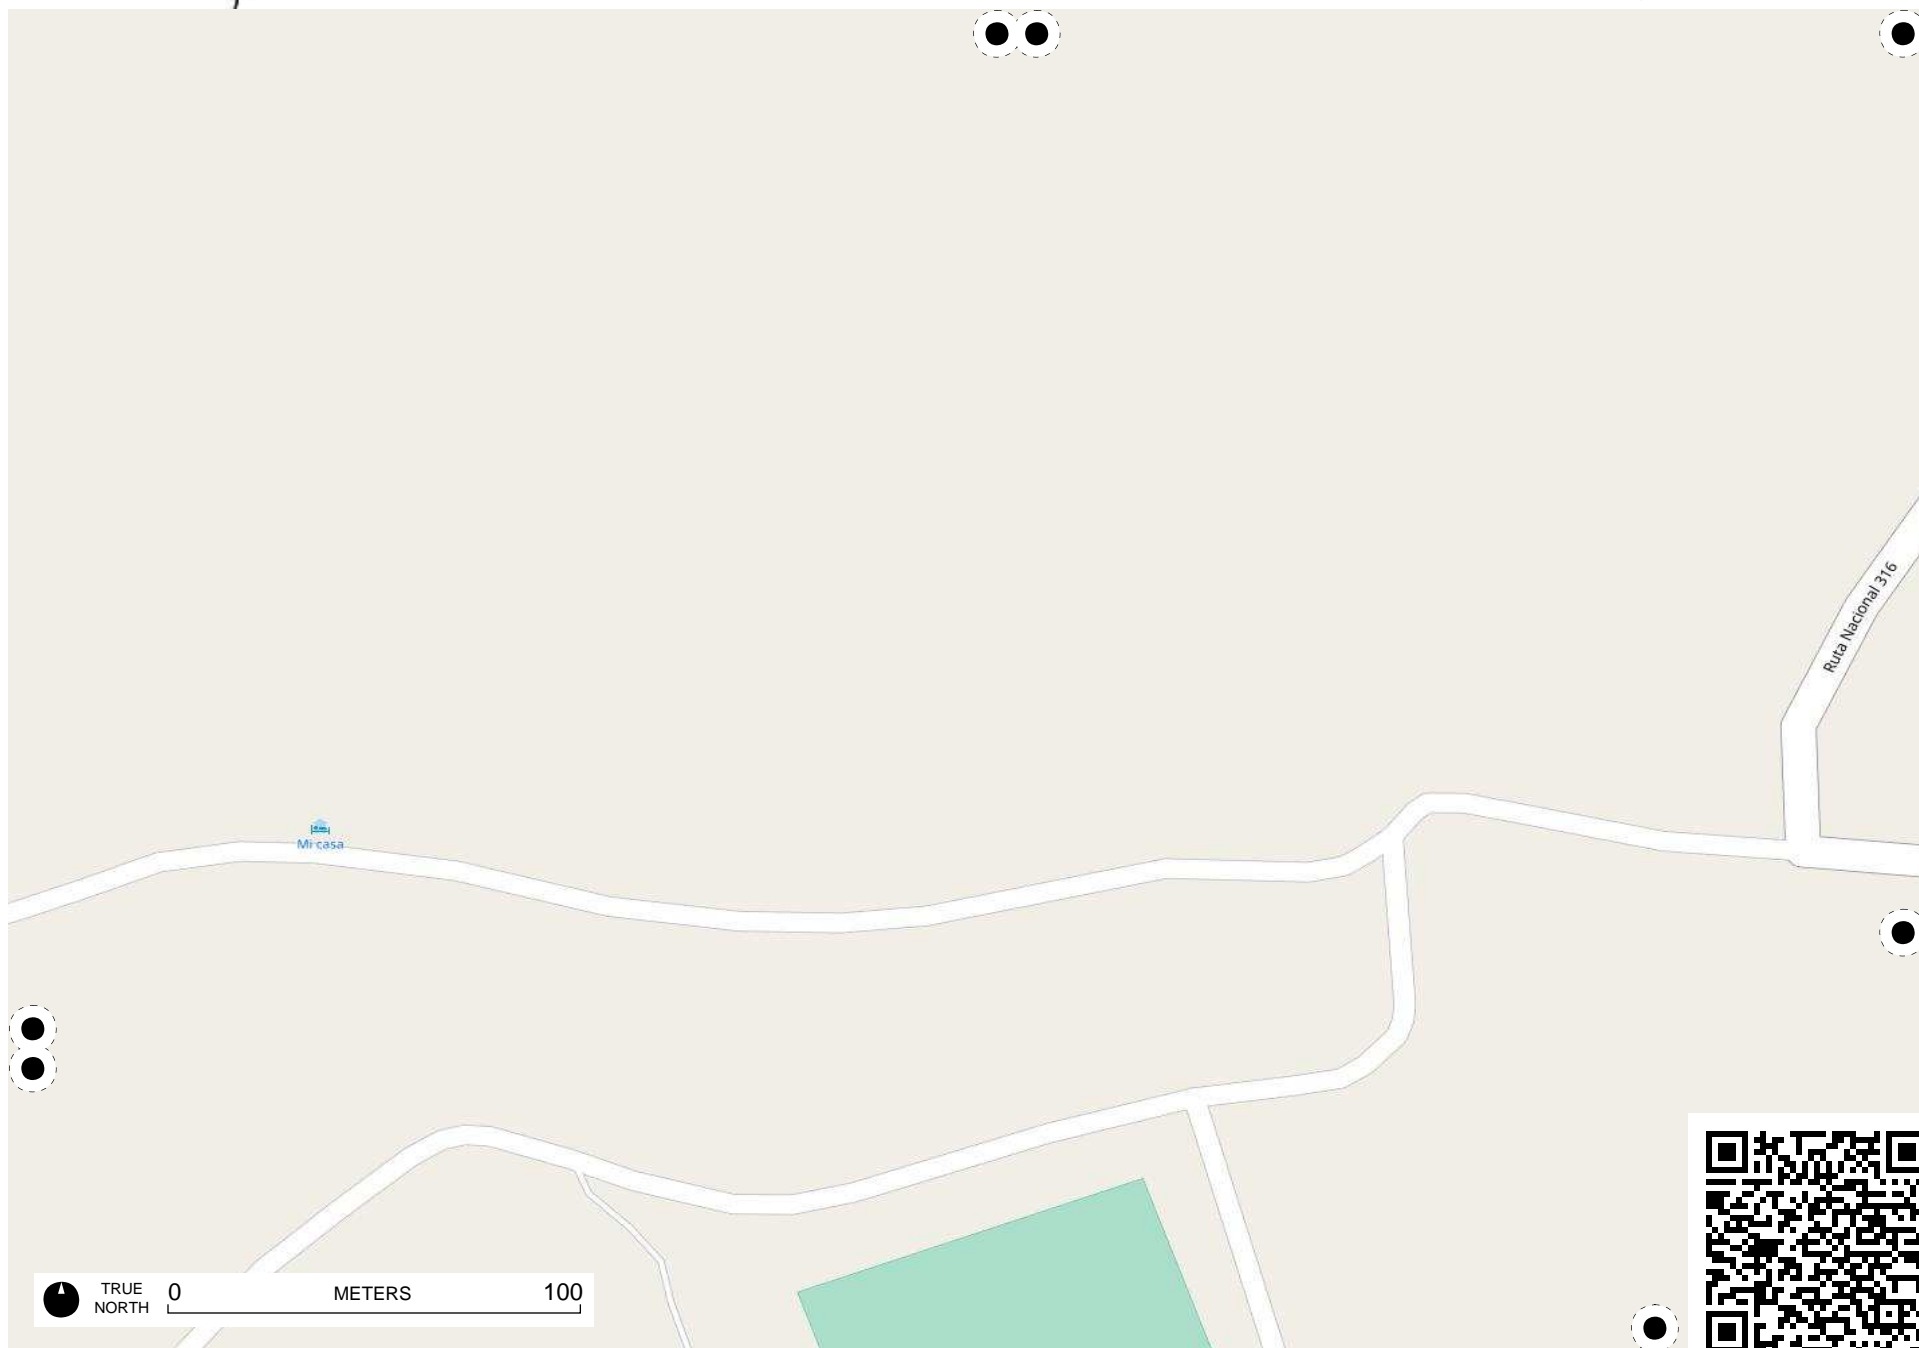 Ruta Nacional 316
Mi casa
TRUE
NORTH
0 METERS 100